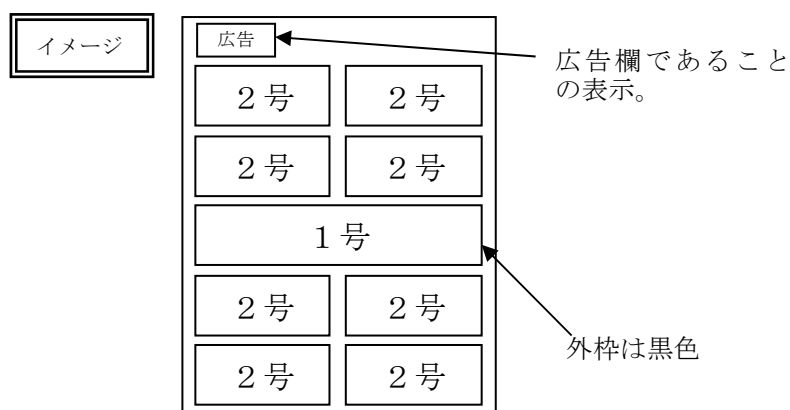 イメージ
広告
広告欄であること
の表示。
２号 ２号
２号 ２号
１号
２号 ２号
外枠は黒色
２号 ２号